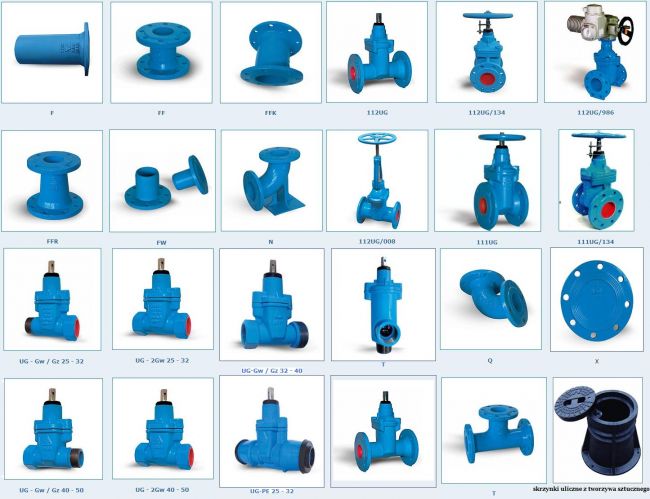 F
FF
FFK
112UG
112UG/134
112UG/986
FFR
FW
N
112UG/008
111UG
111UG/134
UG - Gw / Gz 25 - 32
UG - 2Gw 25 - 32
UG-Gw / Gz 32 - 40
T
Q
X
UG - Gw / Gz 40 - 50
UG - 2Gw 40 - 50
UG-PE 25 - 32
T
skrzynki uliczne z tworzywa sztucznego